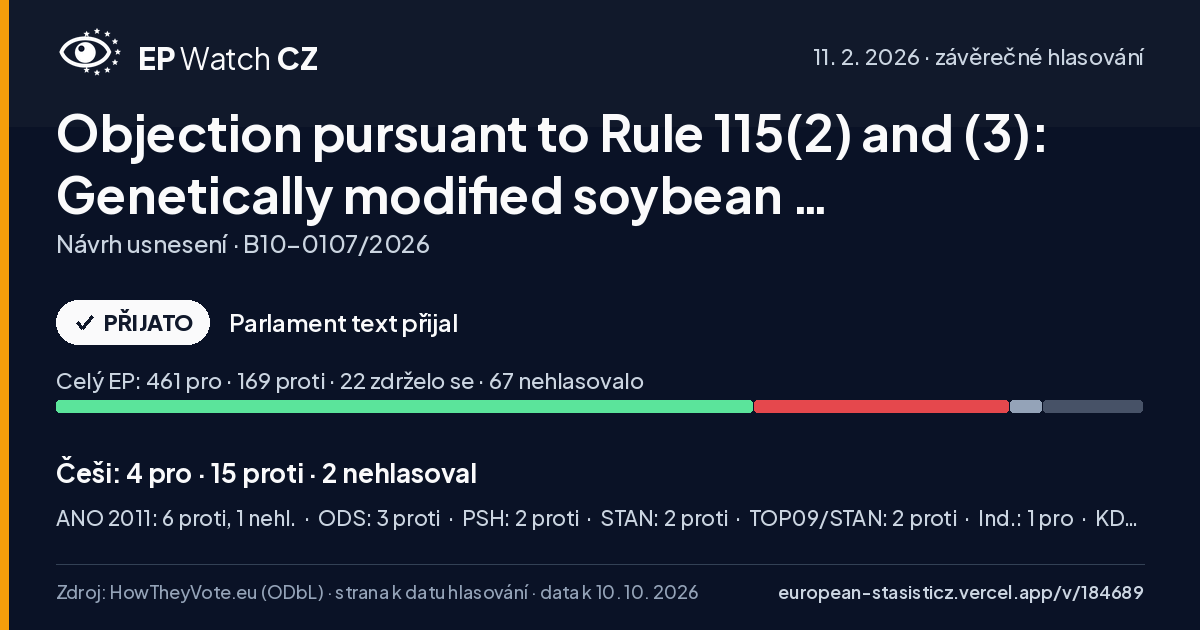 EP Watch CZ
11. 2. 2026 · závěrečné hlasování
Objection pursuant to Rule 115(2) and (3):
Genetically modified soybean …
Návrh usnesení · B10-0107/2026
✓ PŘIJATO
Parlament text přijal
Celý EP: 461 pro · 169 proti · 22 zdrželo se · 67 nehlasovalo
Češi: 4 pro · 15 proti · 2 nehlasoval
ANO 2011: 6 proti, 1 nehl. · ODS: 3 proti · PSH: 2 proti · STAN: 2 proti · TOP09/STAN: 2 proti · Ind.: 1 pro · KD…
Zdroj: HowTheyVote.eu (ODbL) · strana k datu hlasování · data k 10. 10. 2026
european-stasisticz.vercel.app/v/184689